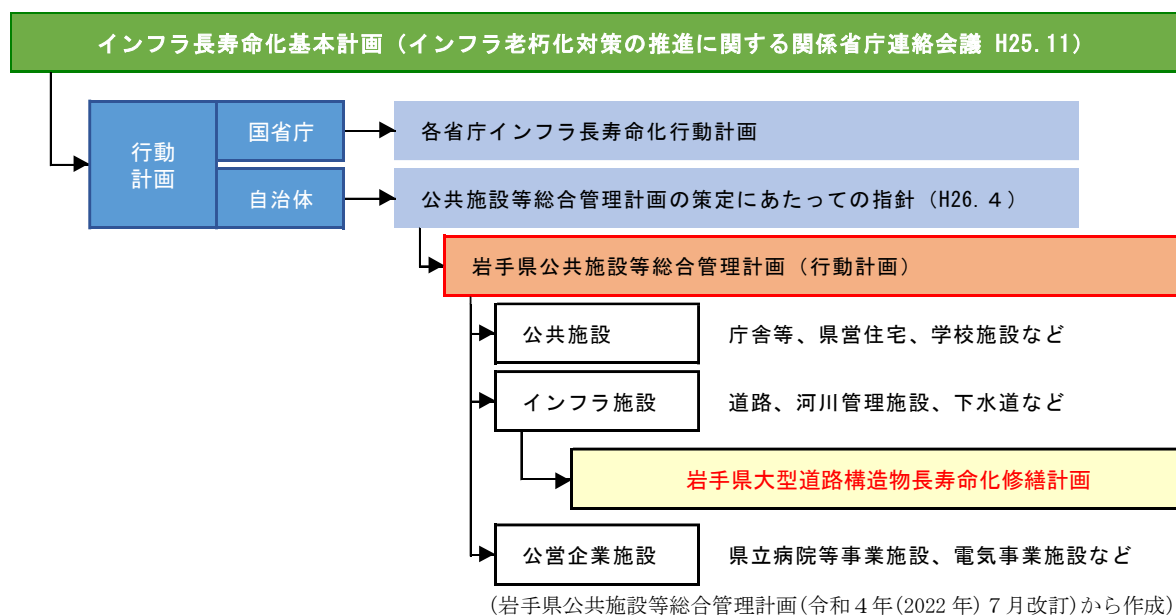 インフラ長寿命化基本計画（インフラ老朽化対策の推進に関する関係省庁連絡会議 H25.11）
行動
計画
国省庁
各省庁インフラ長寿命化行動計画
自治体
公共施設等総合管理計画の策定にあたっての指針（H26.４）
岩手県公共施設等総合管理計画（行動計画）
公共施設
庁舎等、県営住宅、学校施設など
インフラ施設
道路、河川管理施設、下水道など
岩手県大型道路構造物長寿命化修繕計画
公営企業施設
県立病院等事業施設、電気事業施設など
(岩手県公共施設等総合管理計画(令和４年(2022 年)７月改訂)から作成)